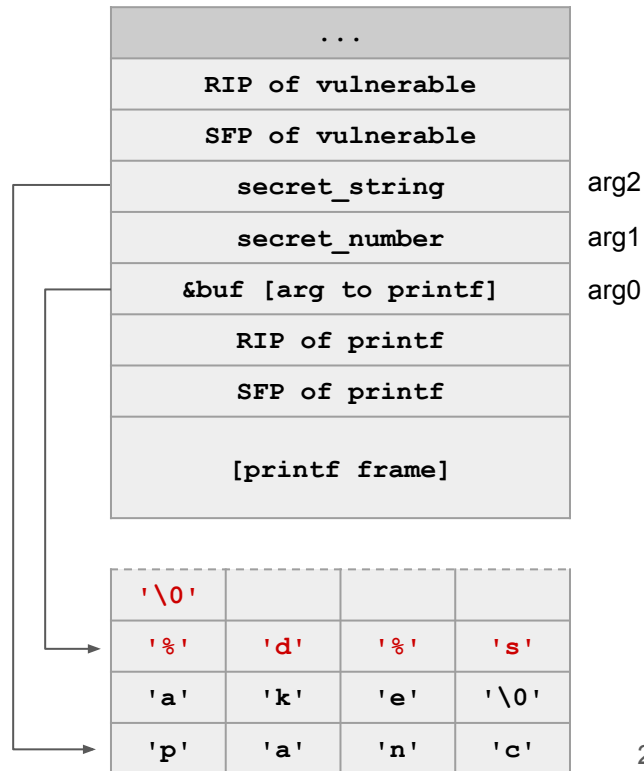 ...
RIP of vulnerable
SFP of vulnerable
secret_string arg2
secret_number arg1
&buf [arg to printf] arg0
RIP of printf
SFP of printf
[printf frame]
'\0'
'%' 'd' '%' 's'
'a' 'k' 'e' '\0'
'p' 'a' 'n' 'c'